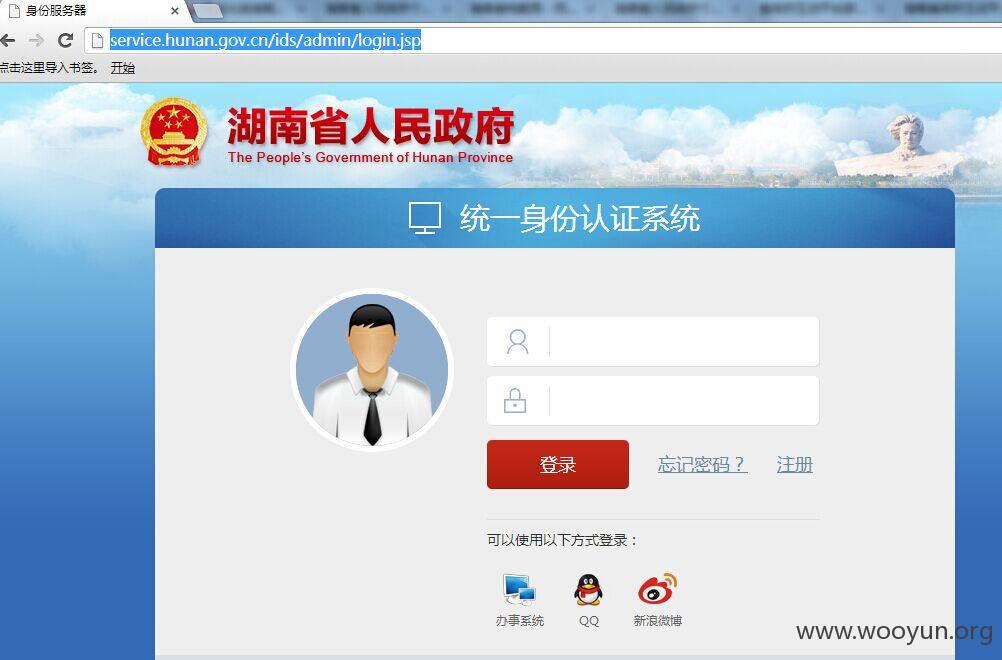 身份服务器
service.hunan.gov.cn/ids/admin/login.jsp
点击这里导入书签。 开始
湖南省人民政府
The People's Government of Hunan Province
统一身份认证系统
登录 忘记密码？ 注册
可以使用以下方式登录：
办事系统 QQ 新浪微博
www.wooyun.org